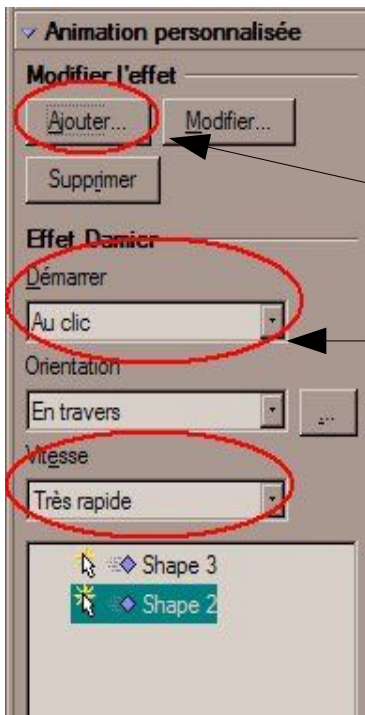 Animation personnalisée
Modifier l'effet
Ajouter... Modifier...
Supprimer
Effet Damier
Démarrer
Au clic
Orientation
En travers ...
Vitesse
Très rapide
Shape 3
Shape 2